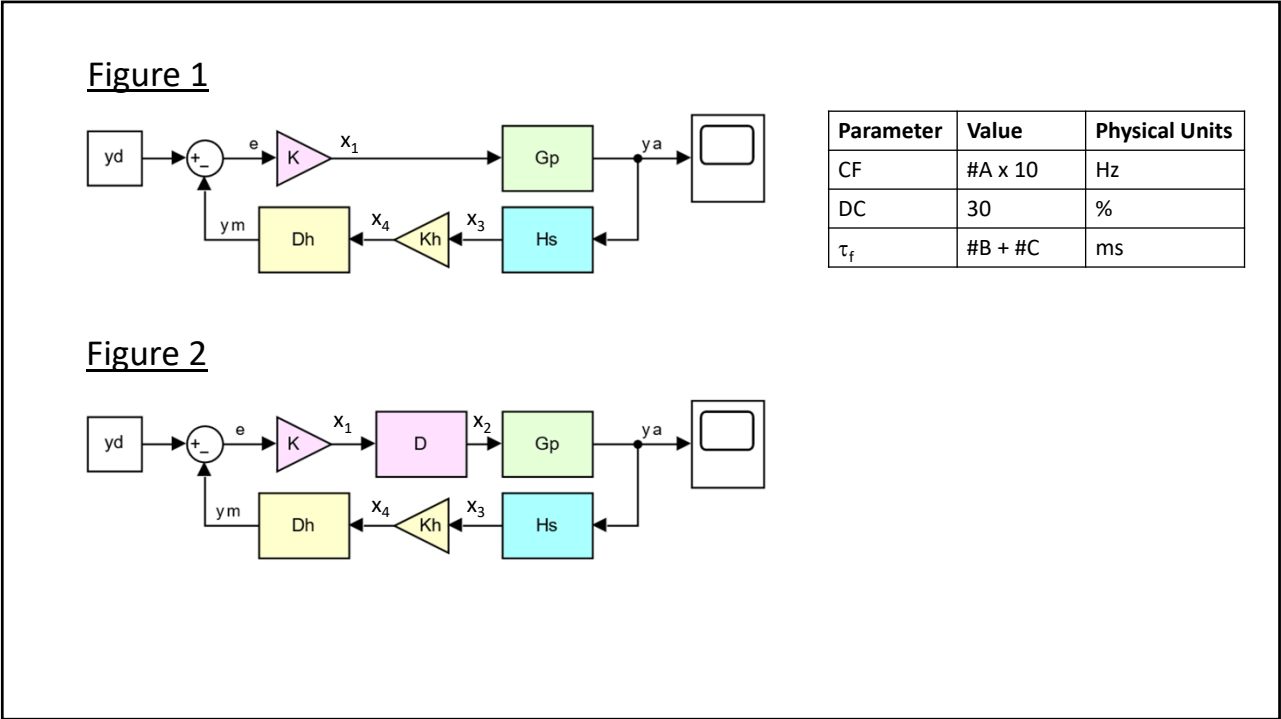 Figure 1
yd
+
_
e
K
x₁
Gp
ya
ym
Dh
x₄
Kh
x₃
Hs
Parameter Value Physical Units
CF #A x 10 Hz
DC 30 %
τf #B + #C ms
Figure 2
yd
+
_
e
K
x₁
D
x₂
Gp
ya
ym
Dh
x₄
Kh
x₃
Hs